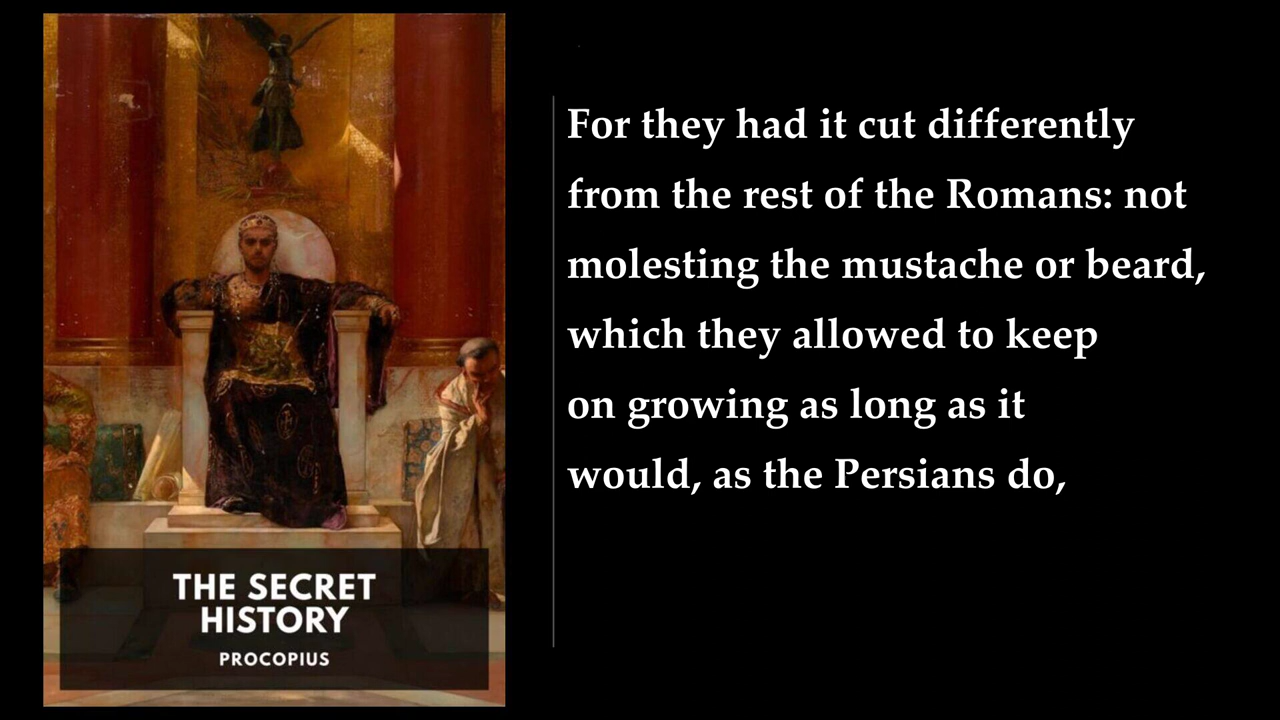 THE SECRET
HISTORY
PROCOPIUS
For they had it cut differently
from the rest of the Romans: not
molesting the mustache or beard,
which they allowed to keep
on growing as long as it
would, as the Persians do,